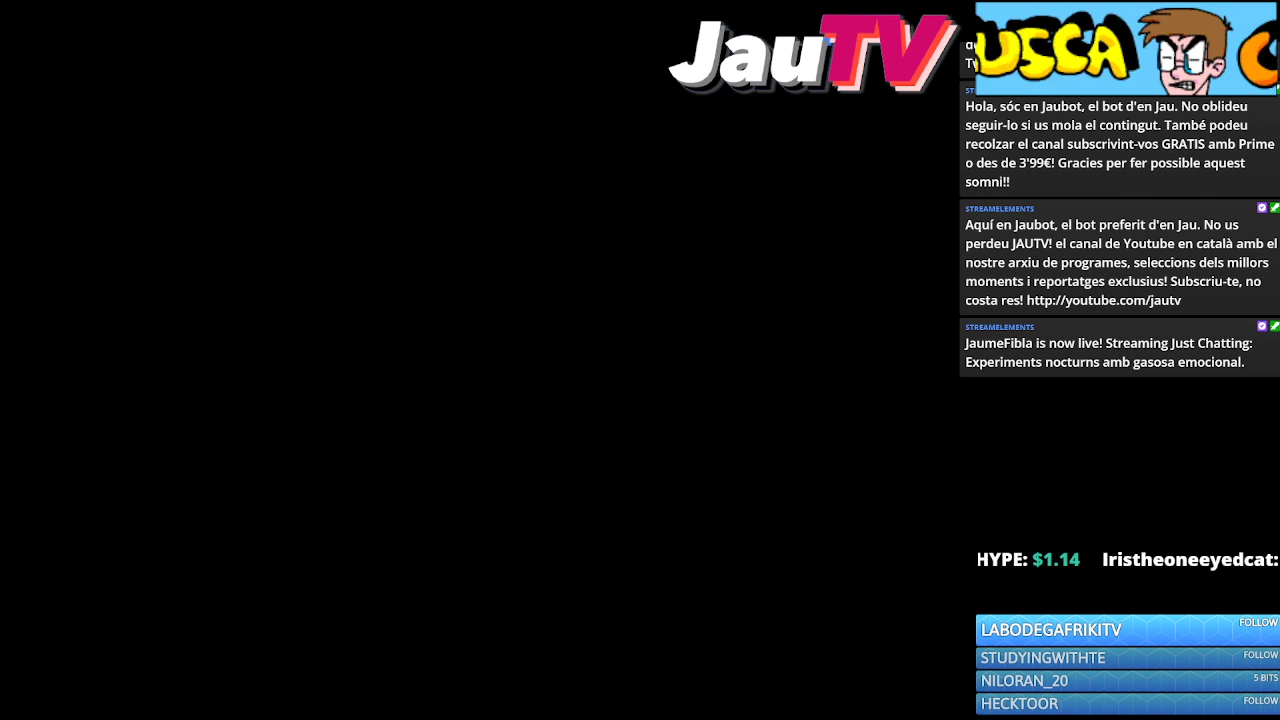 JauTV
USCA
Hola, sóc en Jaubot, el bot d'en Jau. No oblideu
seguir-lo si us mola el contingut. També podeu
recolzar el canal subscrivint-vos GRATIS amb Prime
o des de 3'99€! Gracies per fer possible aquest
somni!!
STREAMELEMENTS
Aquí en Jaubot, el bot preferit d'en Jau. No us
perdeu JAUTV! el canal de Youtube en català amb el
nostre arxiu de programes, seleccions dels millors
moments i reportatges exclusius! Subscriu-te, no
costa res! http://youtube.com/jautv
STREAMELEMENTS
JaumeFibla is now live! Streaming Just Chatting:
Experiments nocturns amb gasosa emocional.
HYPE: $1.14 Iristheoneeyedcat:
LABODEGAFRIKITV FOLLOW
STUDYINGWITHTE FOLLOW
NILORAN_20 5 BITS
HECKTOOR FOLLOW